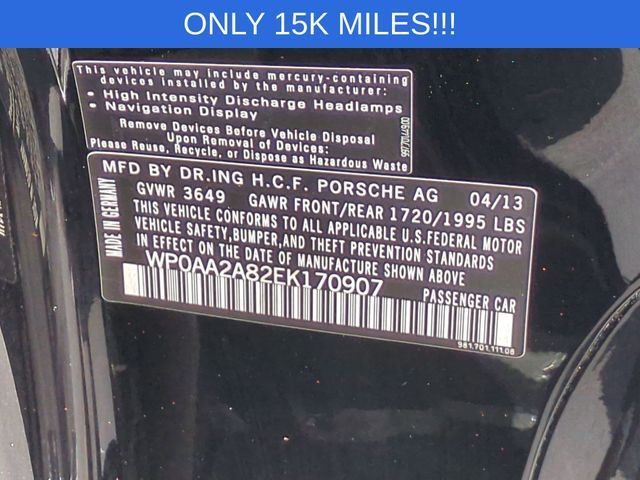 ONLY 15K MILES!!!
This vehicle may include mercury-containing
devices installed by the manufacturer:
• High Intensity Discharge Headlamps
• Navigation Display
Remove Devices Before Vehicle Disposal
Upon Removal of Devices:
Please Reuse, Recycle, or Dispose as Hazardous Waste
MFD BY DR.ING H.C.F. PORSCHE AG 04/13
GVWR 3649 GAWR FRONT/REAR 1720/1995 LBS
THIS VEHICLE CONFORMS TO ALL APPLICABLE U.S.FEDERAL MOTOR
VEHICLE SAFETY,BUMPER,AND THEFT PREVENTION STANDARDS
IN EFFECT ON THE DATE OF MANUFACTURE SHOWN ABOVE.
WP0AA2A82EK170907
PASSENGER CAR
MADE IN GERMANY
981.701.111.08